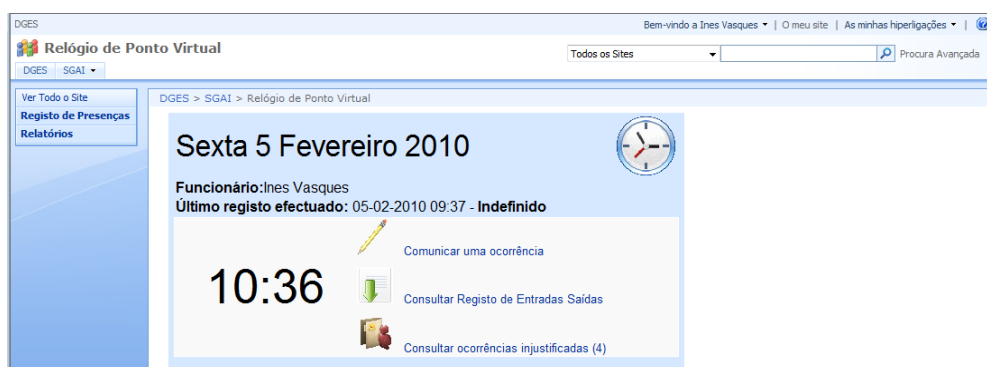 DGES
Bem-vindo a Ines Vasques | O meu site | As minhas hiperligações |
Relógio de Ponto Virtual
Todos os Sites
Procura Avançada
DGES SGAI
Ver Todo o Site
Registo de Presenças
Relatórios
DGES > SGAI > Relógio de Ponto Virtual
Sexta 5 Fevereiro 2010
Funcionário:Ines Vasques
Último registo efectuado: 05-02-2010 09:37 - Indefinido
10:36
Comunicar uma ocorrência
Consultar Registo de Entradas Saídas
Consultar ocorrências injustificadas (4)